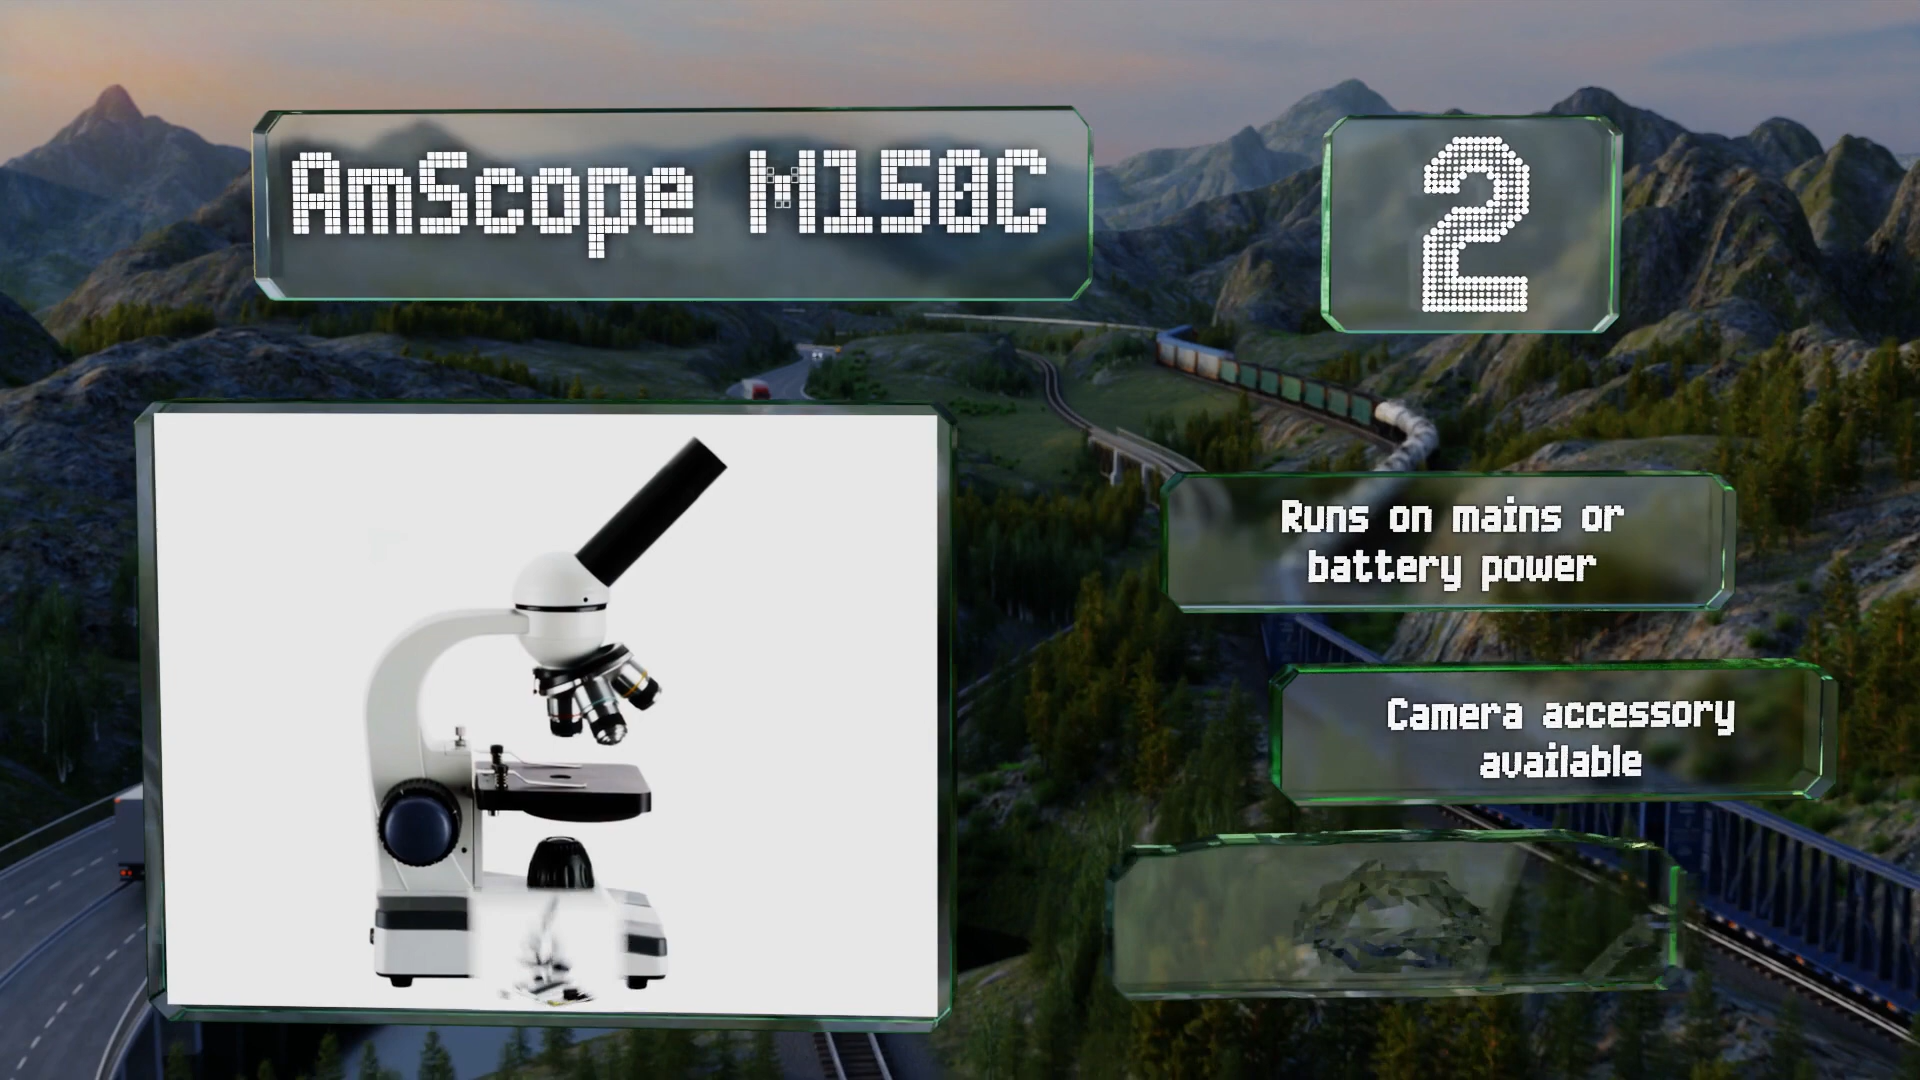 AmScope M150C
2
Runs on mains or
battery power
Camera accessory
available